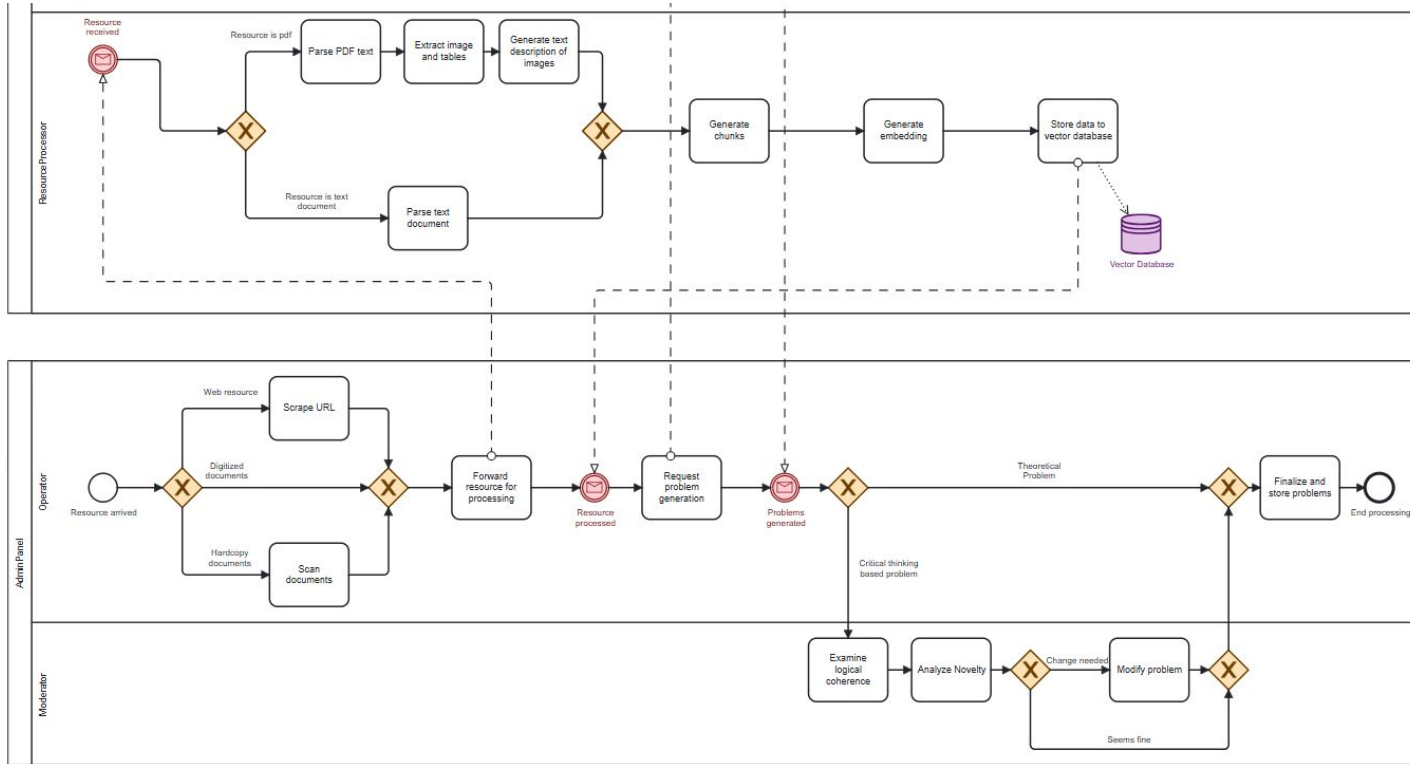 Resource
received
Resource is pdf
Parse PDF text
Extract image
and tables
Generate text
description of
images
Generate
chunks
Generate
embedding
Store data to
vector database
ResourceProcessor
Resource is text
document
Parse text
document
Vector Database
Web resource
Scrape URL
Digitized
documents
Theoretical
Problem
Operator
Resource arrived
Forward
resource for
processing
Resource
processed
Request
problem
generation
Problems
generated
Finalize and
store problems
End processing
Hardcopy
documents
Scan
documents
Critical thinking
based problem
AdminPanel
Moderator
Examine
logical
coherence
Analyze Novelty
Change needed
Modify problem
Seems fine